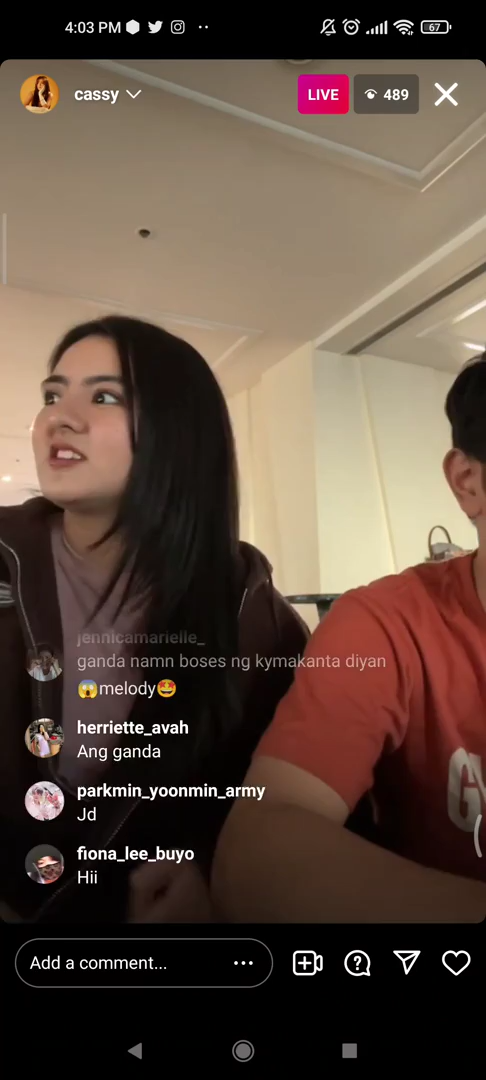 4:03 PM
67
cassy
LIVE
489
jennicamarielle_
ganda namn boses ng kymakanta diyan
😱melody🤩
herriette_avah
Ang ganda
parkmin_yoonmin_army
Jd
fiona_lee_buyo
Hii
Add a comment...